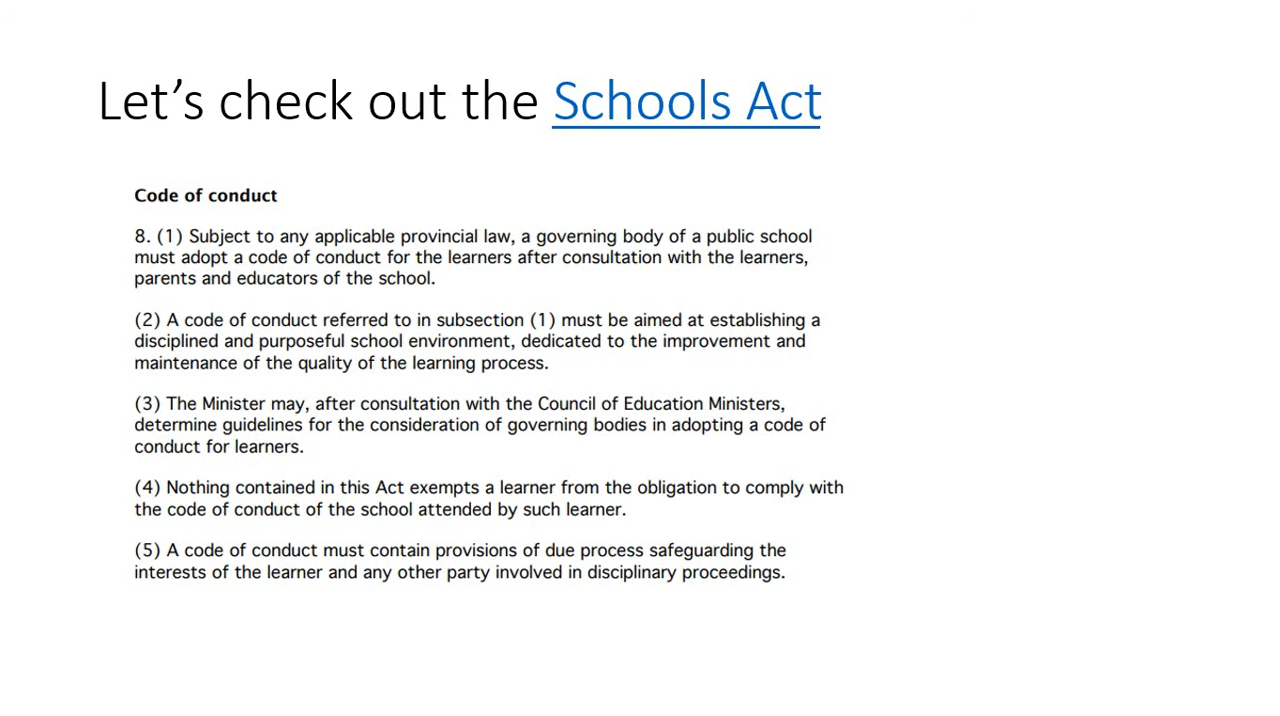 Let’s check out the Schools Act
Code of conduct
8. (1) Subject to any applicable provincial law, a governing body of a public school
must adopt a code of conduct for the learners after consultation with the learners,
parents and educators of the school.
(2) A code of conduct referred to in subsection (1) must be aimed at establishing a
disciplined and purposeful school environment, dedicated to the improvement and
maintenance of the quality of the learning process.
(3) The Minister may, after consultation with the Council of Education Ministers,
determine guidelines for the consideration of governing bodies in adopting a code of
conduct for learners.
(4) Nothing contained in this Act exempts a learner from the obligation to comply with
the code of conduct of the school attended by such learner.
(5) A code of conduct must contain provisions of due process safeguarding the
interests of the learner and any other party involved in disciplinary proceedings.